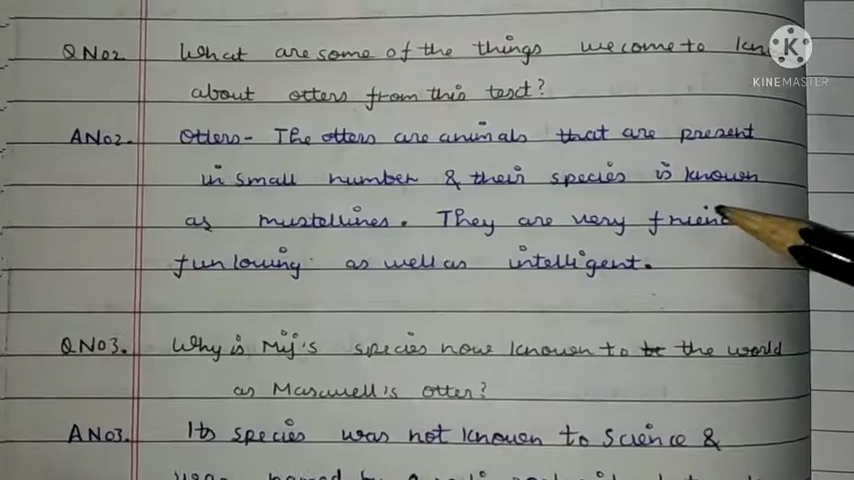 QNO2. What are some of the things we come to
about otters from this text?
ANO2. Otters- The otters are animals that are present
in small number & their species is known
as mustellines. They are very
fun loving as well as intelligent.
QNO3. Why is Mij's species now known to the world
as Maxwell's otter?
ANO3. Its species was not known to Science &
K
KINEMASTER